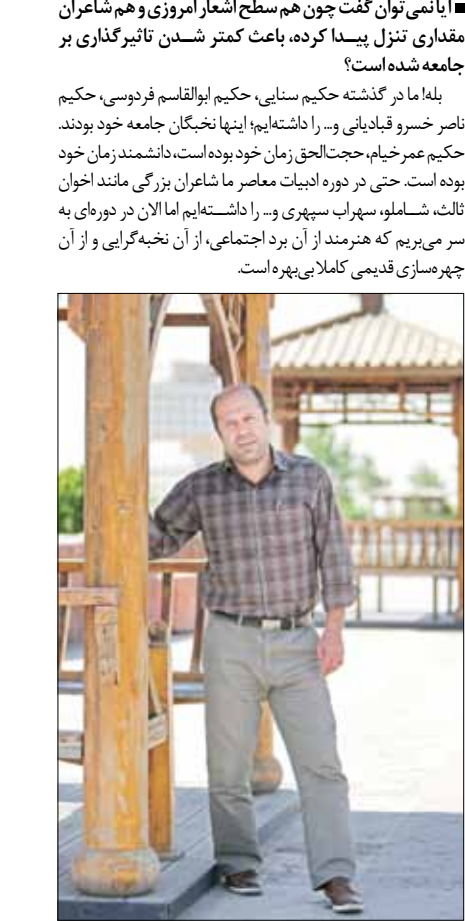 ■ آیا نمی‌توان گفت چون هم سطح اشعار امروزی و هم شاعران
مقداری تنزل پیدا کرده، باعث کمتر شدن تاثیرگذاری بر
جامعه شده است؟
بله! ما در گذشته حکیم سنایی، حکیم ابوالقاسم فردوسی، حکیم
ناصر خسرو قبادیانی و... را داشته‌ایم؛ اینها نخبگان جامعه خود بودند.
حکیم عمر خیام، حجت‌الحق زمان خود بوده است، دانشمند زمان خود
بوده است. حتی در دوره ادبیات معاصر ما شاعران بزرگی مانند اخوان
ثالث، شاملو، سهراب سپهری و... را داشته‌ایم اما الان در دوره‌ای به
سر می‌بریم که هنرمند از آن برد اجتماعی، از آن نخبه‌گرایی و از آن
چهره‌سازی قدیمی کاملا بی‌بهره است.